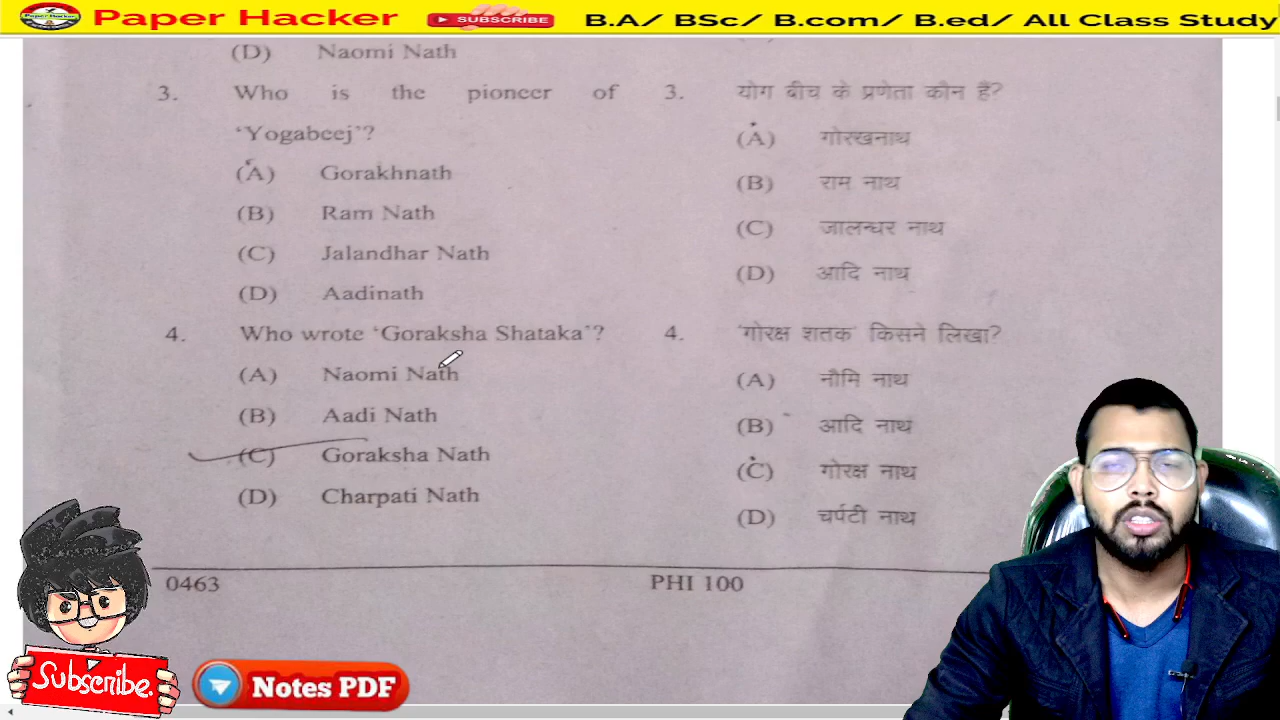 Paper Hacker
SUBSCRIBE
B.A/ BSc/ B.com/ B.ed/ All Class Study
(D) Naomi Nath
3. Who is the pioneer of
'Yogabeej'?
(A) Gorakhnath
(B) Ram Nath
(C) Jalandhar Nath
(D) Aadinath
4. Who wrote 'Goraksha Shataka'?
(A) Naomi Nath
(B) Aadi Nath
(C) Goraksha Nath
(D) Charpati Nath
3. योग बीच के प्रणेता कौन हैं?
(A) गोरखनाथ
(B) राम नाथ
(C) जालन्धर नाथ
(D) आदि नाथ
4. 'गोरक्ष शतक' किसने लिखा?
(A) नौमि नाथ
(B) आदि नाथ
(C) गोरक्ष नाथ
(D) चर्पटी नाथ
0463
PHI 100
Subscribe.
Notes PDF